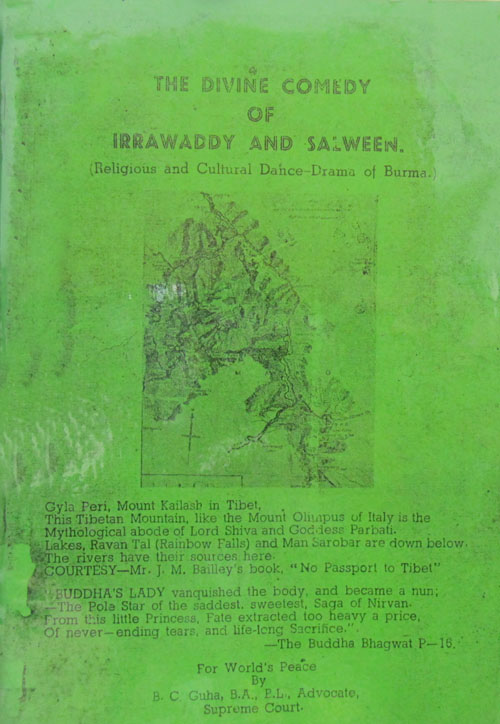 THE DIVINE COMEDY
OF
IRRAWADDY AND SALWEEN.
(Religious and Cultural Dance-Drama of Burma.)
Gyla Peri, Mount Kailash in Tibet,
This Tibetan Mountain, like the Mount Olimpus of Italy is the
Mythological abode of Lord Shiva and Goddess Parbati.
Lakes, Ravan Tal (Rainbow Falls) and Man Sarobar are down below.
The rivers have their sources here.
COURTESY—Mr. J. M. Bailley's book, "No Passport to Tibet"
BUDDHA'S LADY vanquished the body, and became a nun;
—The Pole Star of the saddest, sweetest, Saga of Nirvan.
From this little Princess, Fate extracted too heavy a price,
Of never—ending tears, and life-long Sacrifice.".
—The Buddha Bhagwat P—16.
For World's Peace
By
B. C. Guha, B.A., B.L., Advocate,
Supreme Court.